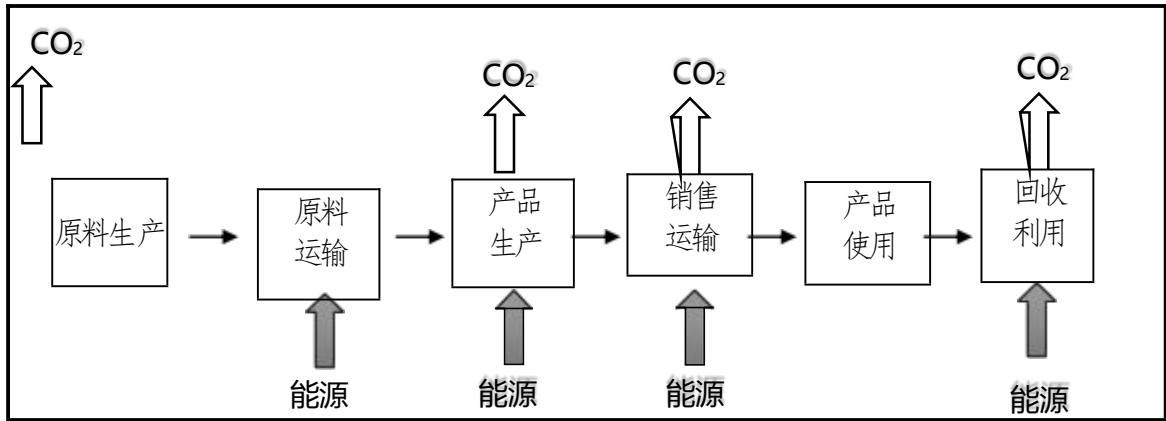 CO₂
CO₂
CO₂
CO₂
原料生产
原料
运输
产品
生产
销售
运输
产品
使用
回收
利用
能源
能源
能源
能源